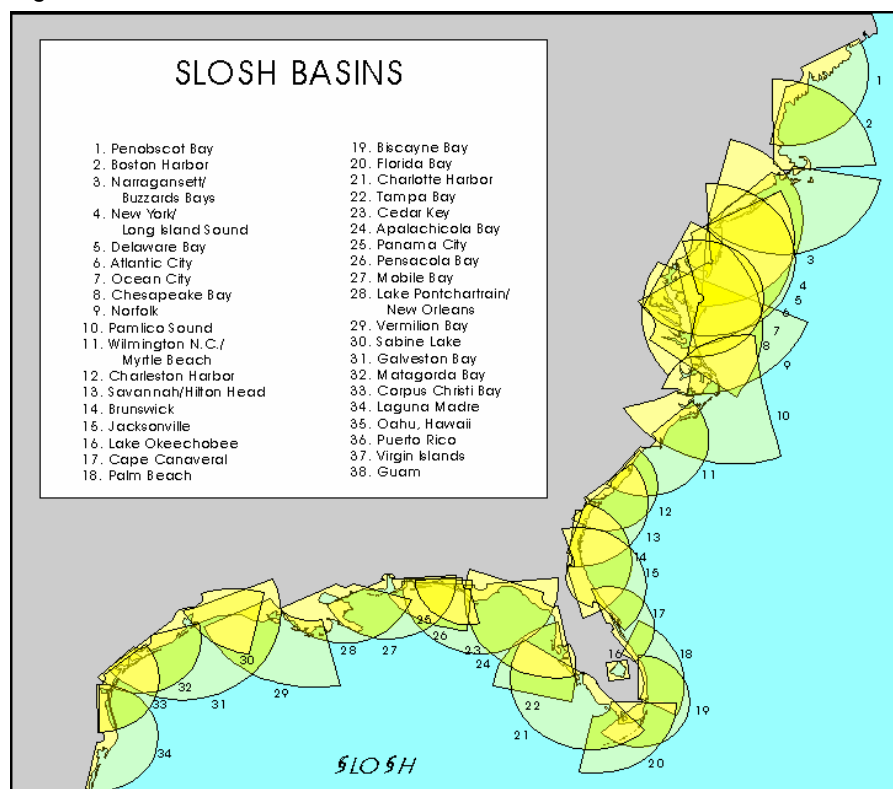 SLOSH BASINS
1. Penobscot Bay
2. Boston Harbor
3. Narragansett/
Buzzards Bays
4. New York/
Long Island Sound
5. Delaware Bay
6. Atlantic City
7. Ocean City
8. Chesapeake Bay
9. Norfolk
10. Pamlico Sound
11. Wilmington N.C./
Myrtle Beach
12. Charleston Harbor
13. Savannah/Hilton Head
14. Brunswick
15. Jacksonville
16. Lake Okeechobee
17. Cape Canaveral
18. Palm Beach
19. Biscayne Bay
20. Florida Bay
21. Charlotte Harbor
22. Tampa Bay
23. Cedar Key
24. Apalachicola Bay
25. Panama City
26. Pensacola Bay
27. Mobile Bay
28. Lake Pontchartrain/
New Orleans
29. Vermilion Bay
30. Sabine Lake
31. Galveston Bay
32. Matagorda Bay
33. Corpus Christi Bay
34. Laguna Madre
35. Oahu, Hawaii
36. Puerto Rico
37. Virgin Islands
38. Guam
1
2
3
4
5
6
7
8
9
10
11
12
13
14
15
17
16
18
19
20
21
22
23
24
25
26
27
28
29
30
31
32
33
34
SLOSH